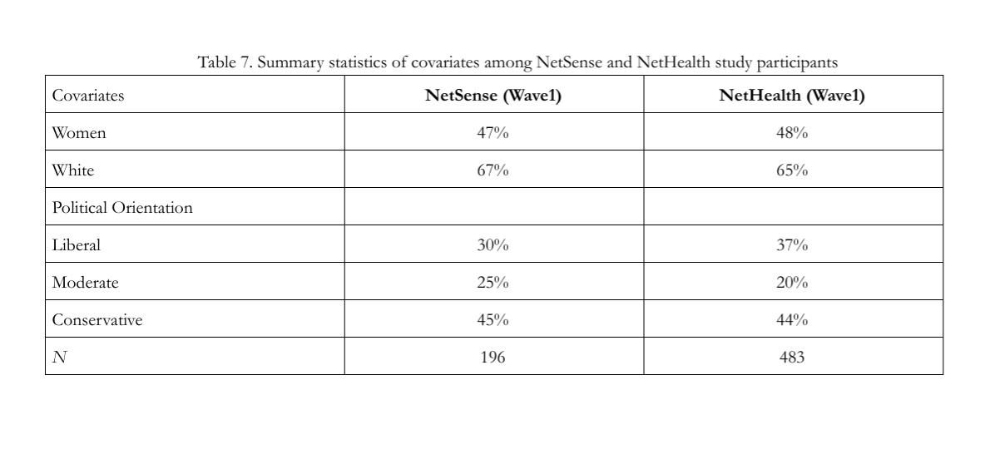 Table 7. Summary statistics of covariates among NetSense and NetHealth study participants
Covariates NetSense (Wave1) NetHealth (Wave1)
Women 47% 48%
White 67% 65%
Political Orientation
Liberal 30% 37%
Moderate 25% 20%
Conservative 45% 44%
N 196 483